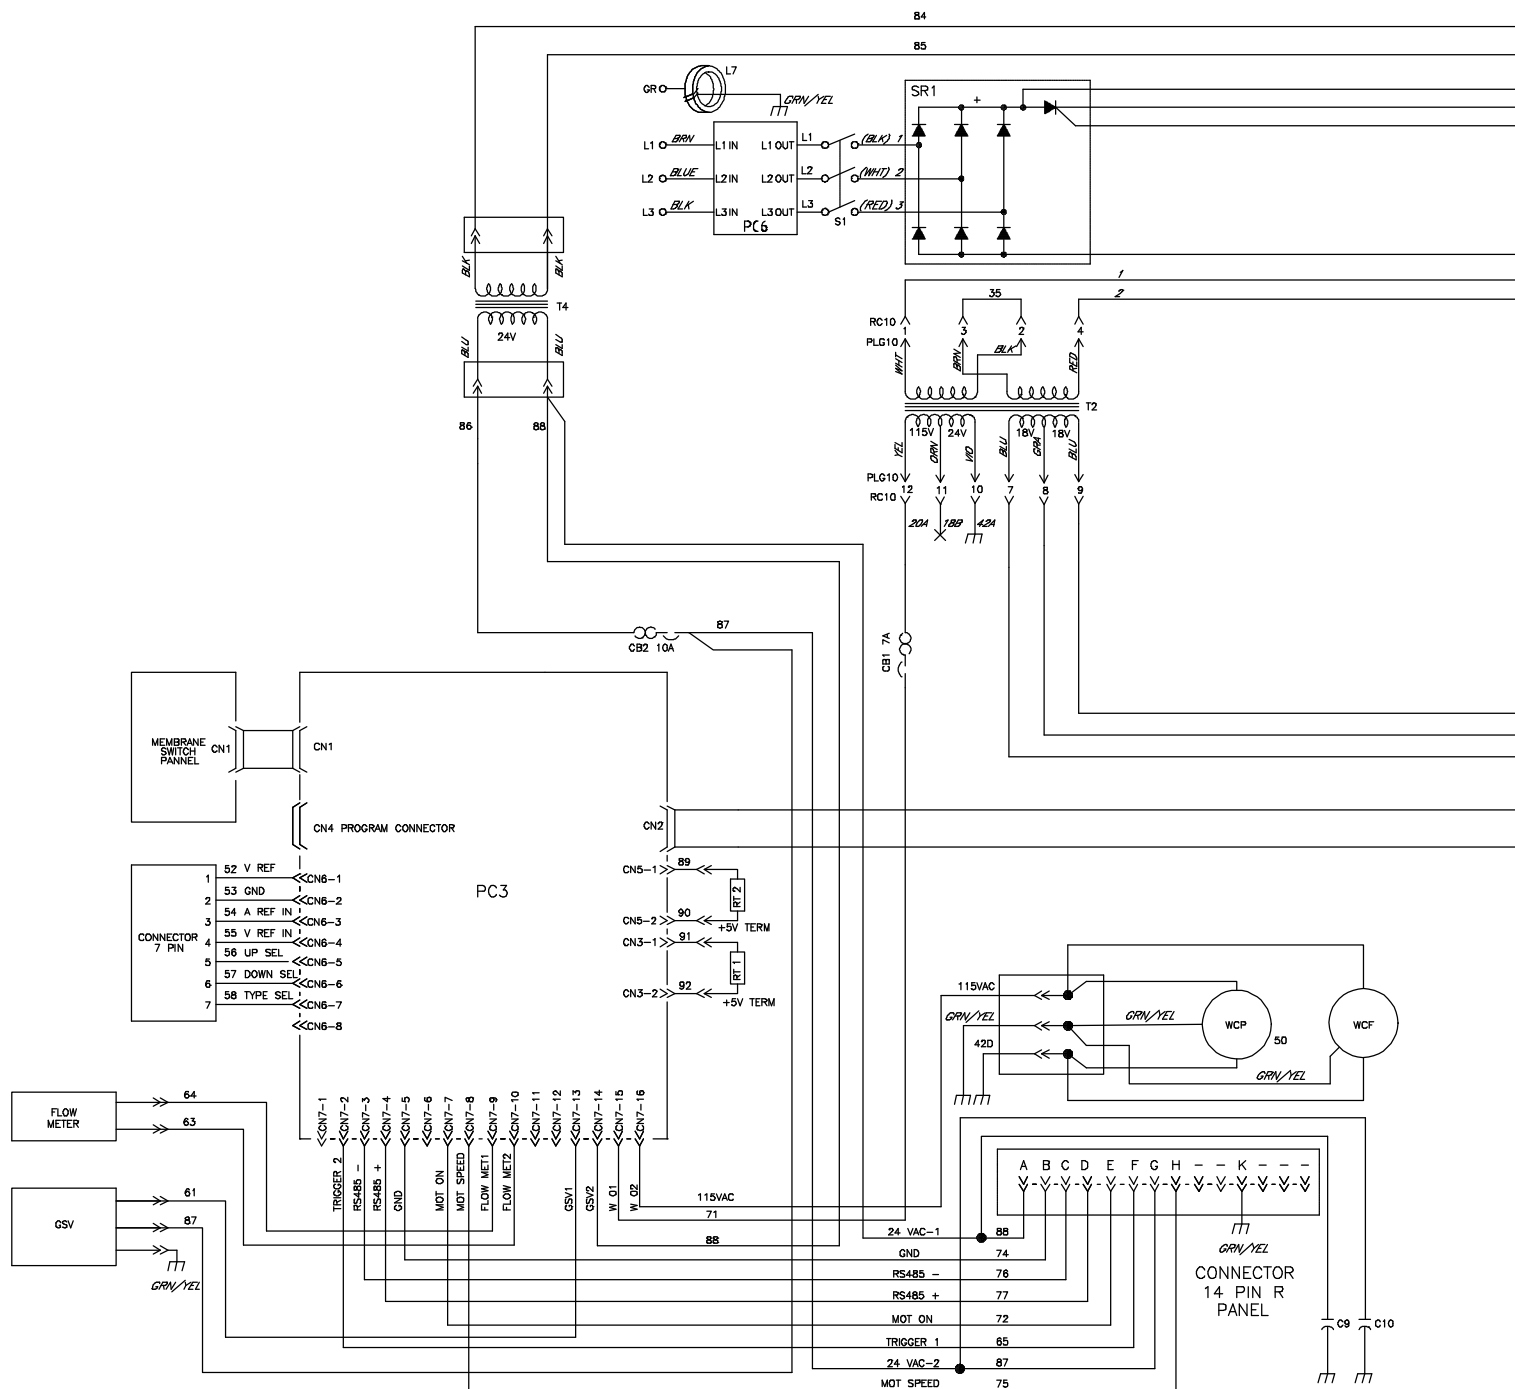 84
85
L7
GR
GRN/YEL
SR1
+
L1 BRN L1 IN L1 OUT L1 (BLK) 1
L2 BLUE L2 IN L2 OUT L2 (WHT) 2
L3 BLK L3 IN L3 OUT L3 (RED) 3
PC6
S1
BLK
BLK
T4
24V
BLU
BLU
86
88
1
35
2
RC10
1
3
2
4
PLG10
WHT
BRN
BLK
RED
T2
115V
24V
18V
18V
YEL
ORN
VIO
BLU
GRA
BLU
PLG10
12
11
10
7
8
9
RC10
20A
18B
42A
87
CB2 10A
CB1 7A
MEMBRANE
SWITCH
PANNEL
CN1
CN1
CN4 PROGRAM CONNECTOR
CN2
PC3
CONNECTOR
7 PIN
1 52 V REF CN6-1
2 53 GND CN6-2
3 54 A REF IN CN6-3
4 55 V REF IN CN6-4
5 56 UP SEL CN6-5
6 57 DOWN SEL CN6-6
7 58 TYPE SEL CN6-7
CN6-8
CN5-1 89
RT 2
CN5-2 90
+5V TERM
CN3-1 91
RT 1
CN3-2 92
+5V TERM
115VAC
GRN/YEL
42D
GRN/YEL
WCP
50
WCF
GRN/YEL
FLOW
METER
64
63
GSV
61
87
GRN/YEL
CN7-1
CN7-2
CN7-3
CN7-4
CN7-5
CN7-6
CN7-7
CN7-8
CN7-9
CN7-10
CN7-11
CN7-12
CN7-13
CN7-14
CN7-15
CN7-16
TRIGGER 2
RS485 -
RS485 +
GND
MOT ON
MOT SPEED
FLOW MET1
FLOW MET2
GSV1
GSV2
W 01
W 02
115VAC
71
88
A B C D E F G H - - K - - -
GRN/YEL
CONNECTOR
14 PIN R
PANEL
24 VAC-1 88
GND 74
RS485 - 76
RS485 + 77
MOT ON 72
TRIGGER 1 65
24 VAC-2 87
MOT SPEED 75
C9
C10